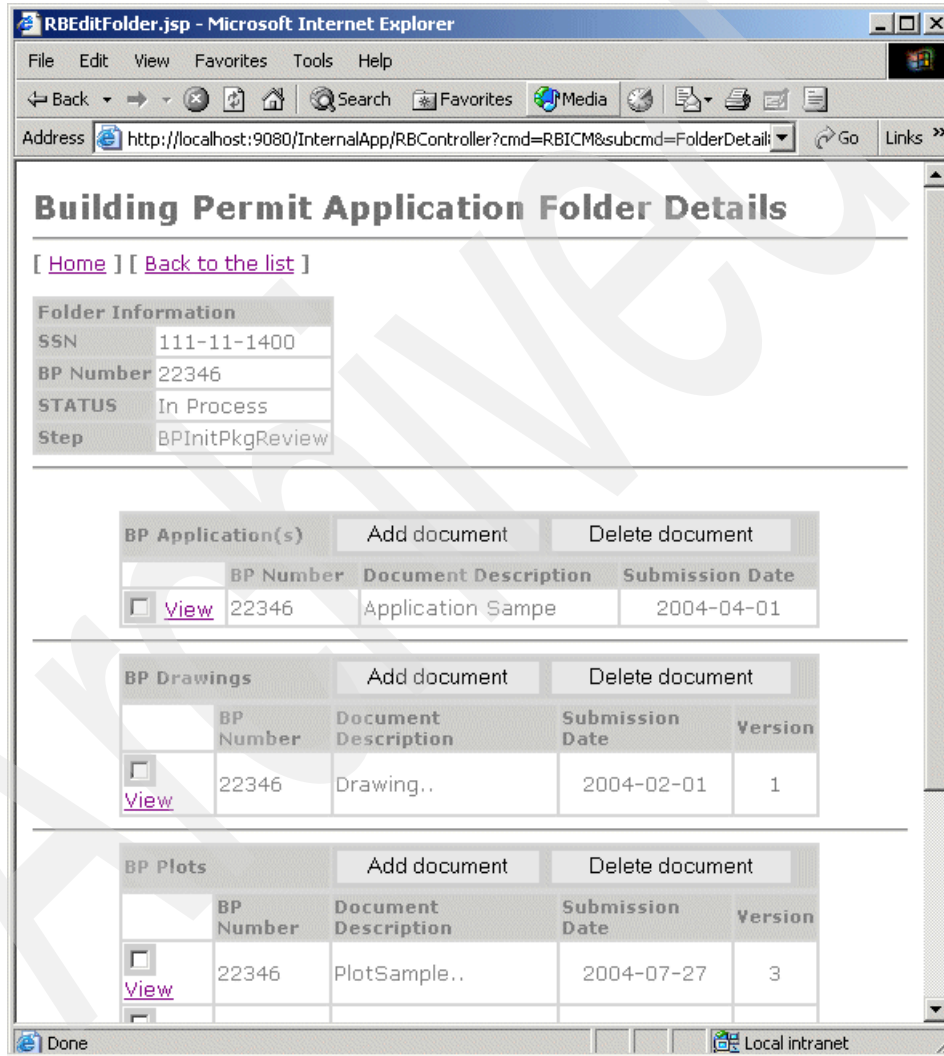 RBEditFolder.jsp - Microsoft Internet Explorer
File Edit View Favorites Tools Help
Back Search Favorites Media
Address http://localhost:9080/InternalApp/RBController?cmd=RBICM&subcmd=FolderDetail Go Links »
Building Permit Application Folder Details
[ Home ] [ Back to the list ]
Folder Information
SSN 111-11-1400
BP Number 22346
STATUS In Process
Step BPInitPkgReview
BP Application(s) Add document Delete document
BP Number Document Description Submission Date
View 22346 Application Sampe 2004-04-01
BP Drawings Add document Delete document
BP Number Document Description Submission Date Version
View 22346 Drawing.. 2004-02-01 1
BP Plots Add document Delete document
BP Number Document Description Submission Date Version
View 22346 PlotSample.. 2004-07-27 3
Done Local intranet
Archived